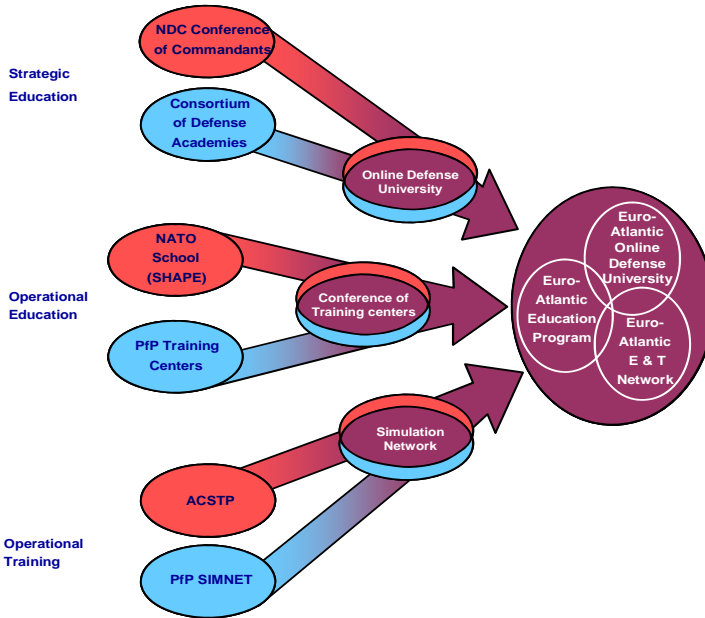 NDC Conference
of Commandants
Strategic
Education
Consortium
of Defense
Academies
Online Defense
University
NATO
School
(SHAPE)
Operational
Education
Conference of
Training centers
PfP Training
Centers
Euro-
Atlantic
Online
Defense
University
Euro-
Atlantic
Education
Program
Euro-
Atlantic
E & T
Network
Simulation
Network
ACSTP
Operational
Training
PfP SIMNET